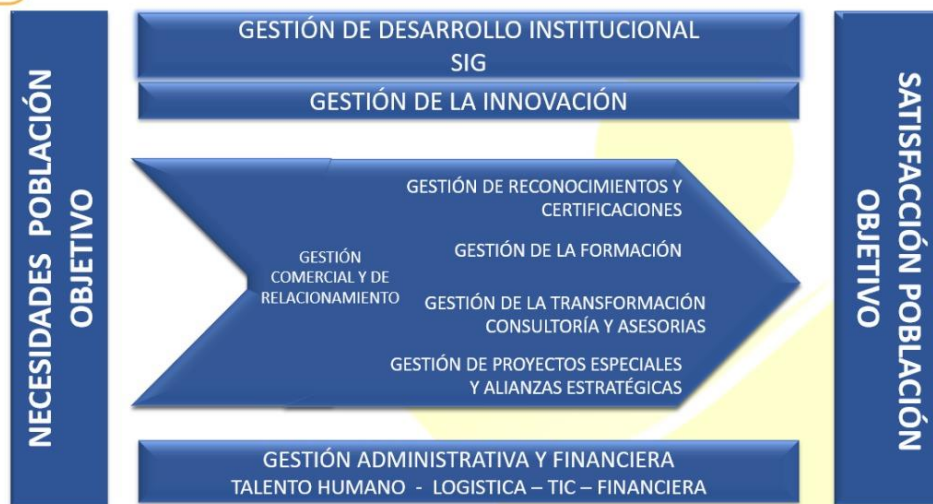 NECESIDADES POBLACIÓN
OBJETIVO
GESTIÓN DE DESARROLLO INSTITUCIONAL
SIG
GESTIÓN DE LA INNOVACIÓN
GESTIÓN
COMERCIAL Y DE
RELACIONAMIENTO
GESTIÓN DE RECONOCIMIENTOS Y
CERTIFICACIONES
GESTIÓN DE LA FORMACIÓN
GESTIÓN DE LA TRANSFORMACIÓN
CONSULTORÍA Y ASESORIAS
GESTIÓN DE PROYECTOS ESPECIALES
Y ALIANZAS ESTRATÉGICAS
GESTIÓN ADMINISTRATIVA Y FINANCIERA
TALENTO HUMANO - LOGISTICA – TIC – FINANCIERA
SATISFACCIÓN POBLACIÓN
OBJETIVO